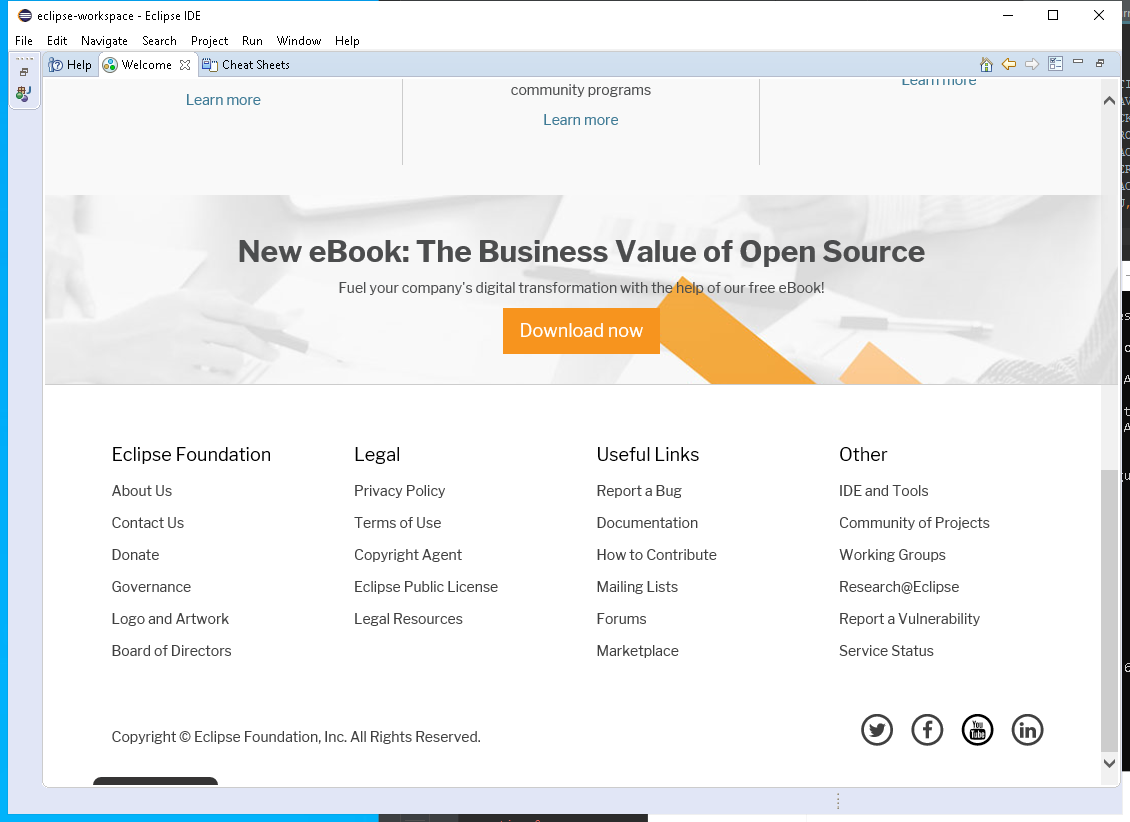 eclipse-workspace - Eclipse IDE
File Edit Navigate Search Project Run Window Help
Help Welcome Cheat Sheets
Learn more
community programs
Learn more
Learn more
New eBook: The Business Value of Open Source
Fuel your company's digital transformation with the help of our free eBook!
Download now
Eclipse Foundation
About Us
Contact Us
Donate
Governance
Logo and Artwork
Board of Directors
Legal
Privacy Policy
Terms of Use
Copyright Agent
Eclipse Public License
Legal Resources
Useful Links
Report a Bug
Documentation
How to Contribute
Mailing Lists
Forums
Marketplace
Other
IDE and Tools
Community of Projects
Working Groups
Research@Eclipse
Report a Vulnerability
Service Status
Copyright © Eclipse Foundation, Inc. All Rights Reserved.
You
Tube
in